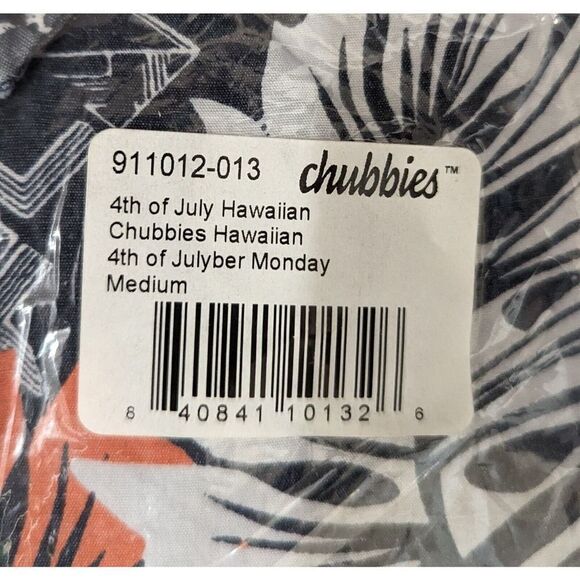 911012-013 chubbies™
4th of July Hawaiian
Chubbies Hawaiian
4th of Julyber Monday
Medium
8 40841 10132 6